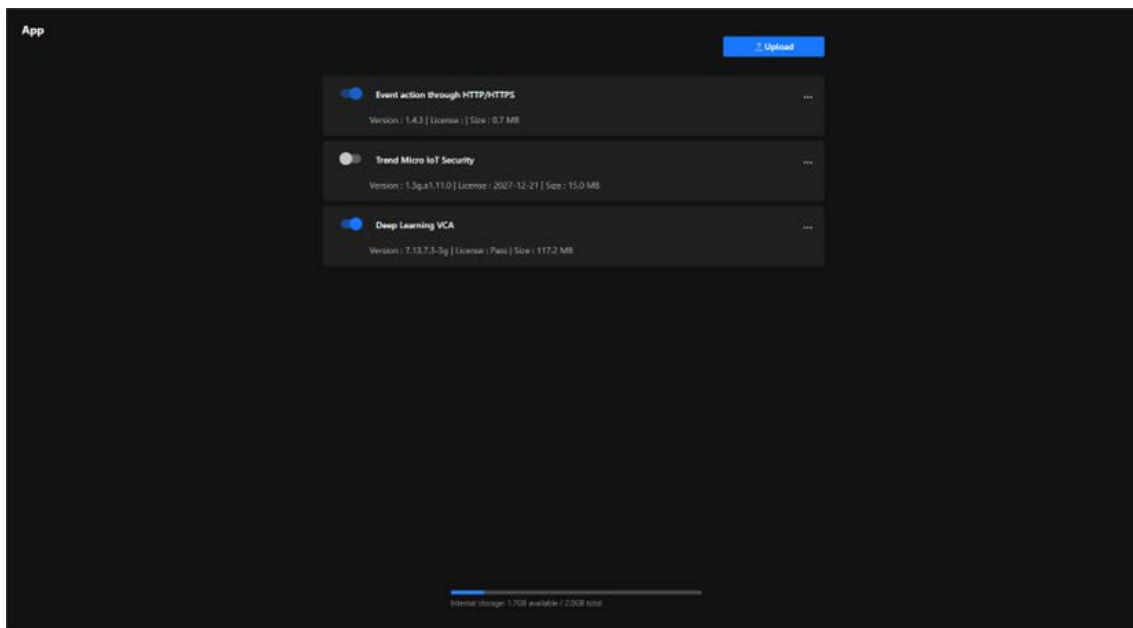 App
Upload
Event action through HTTP/HTTPS
...
Version : 1.4.3 | License : | Size : 0.7 MB
Trend Micro IoT Security
...
Version : 1.3g.a1.11.0 | License : 2027-12-21 | Size : 15.0 MB
Deep Learning VCA
...
Version : 7.13.7.3-3g | License : Pass | Size : 117.2 MB
Internal storage: 1.7GB available / 2.0GB total